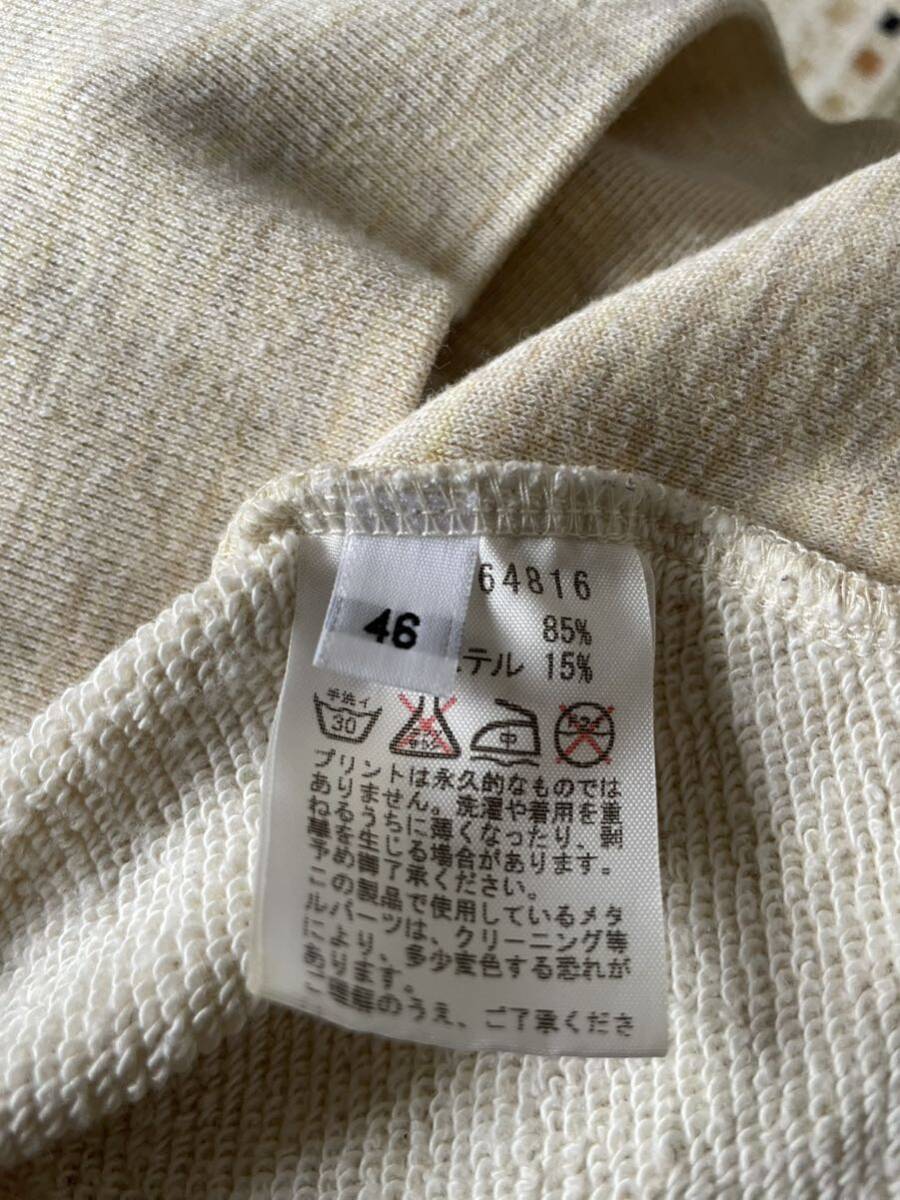 64816
46
85%
ステル 15%
手洗イ
30
中
ドライ
プリントは永久的なものでは
ありません。洗濯や着用を重
ねるうちに薄くなったり、剥
離を生じる場合があります。
予め御了承ください。
この製品で使用しているメタ
ルパーツは、クリーニング等
により、多少変色する恐れが
あります。
ご理解のうえ、ご了承くださ